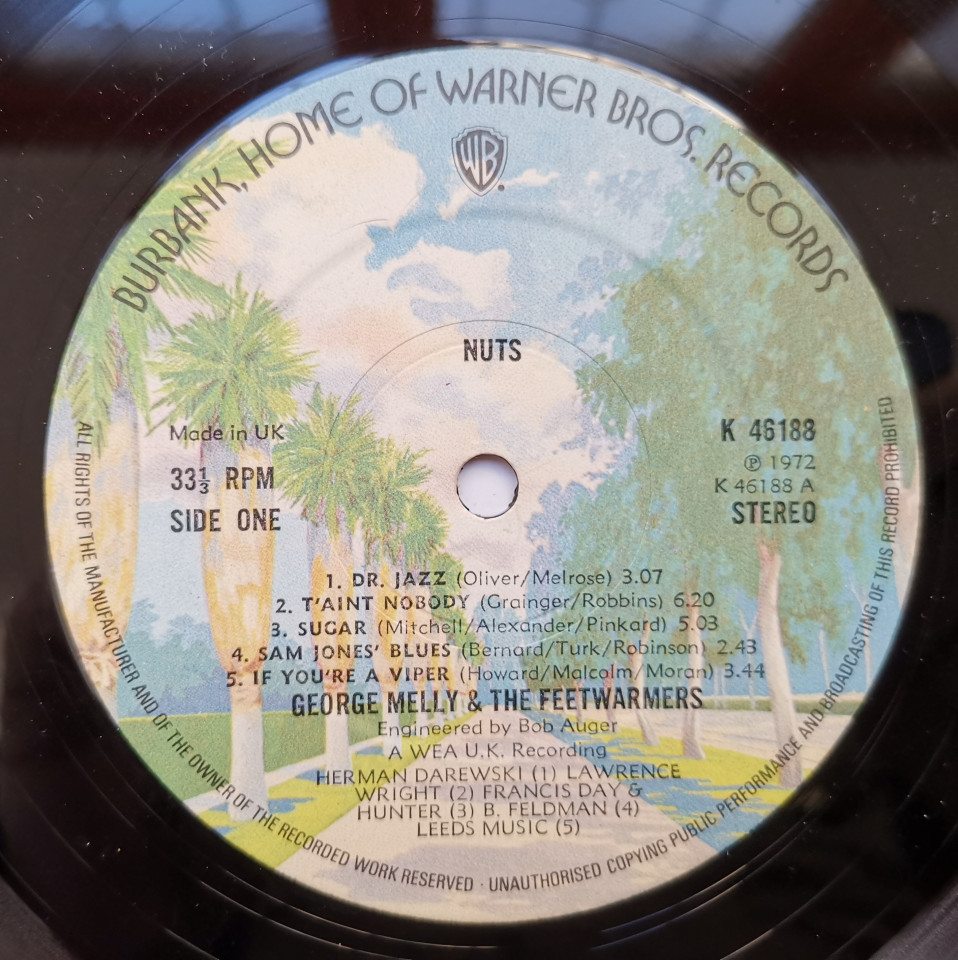 BURBANK, HOME OF WARNER BROS. RECORDS
WB
NUTS
Made in UK
33⅓ RPM
SIDE ONE
K 46188
℗ 1972
K 46188 A
STEREO
1. DR. JAZZ (Oliver/Melrose) 3.07
2. T'AINT NOBODY (Grainger/Robbins) 6.20
3. SUGAR (Mitchell/Alexander/Pinkard) 5.03
4. SAM JONES' BLUES (Bernard/Turk/Robinson) 2.43
5. IF YOU'RE A VIPER (Howard/Malcolm/Moran) 3.44
GEORGE MELLY & THE FEETWARMERS
Engineered by Bob Auger
A WEA U.K. Recording
HERMAN DAREWSKI (1) LAWRENCE
WRIGHT (2) FRANCIS DAY &
HUNTER (3) B. FELDMAN (4)
LEEDS MUSIC (5)
ALL RIGHTS OF THE MANUFACTURER AND OF THE OWNER OF THE RECORDED WORK RESERVED · UNAUTHORISED COPYING PUBLIC PERFORMANCE AND BROADCASTING OF THIS RECORD PROHIBITED